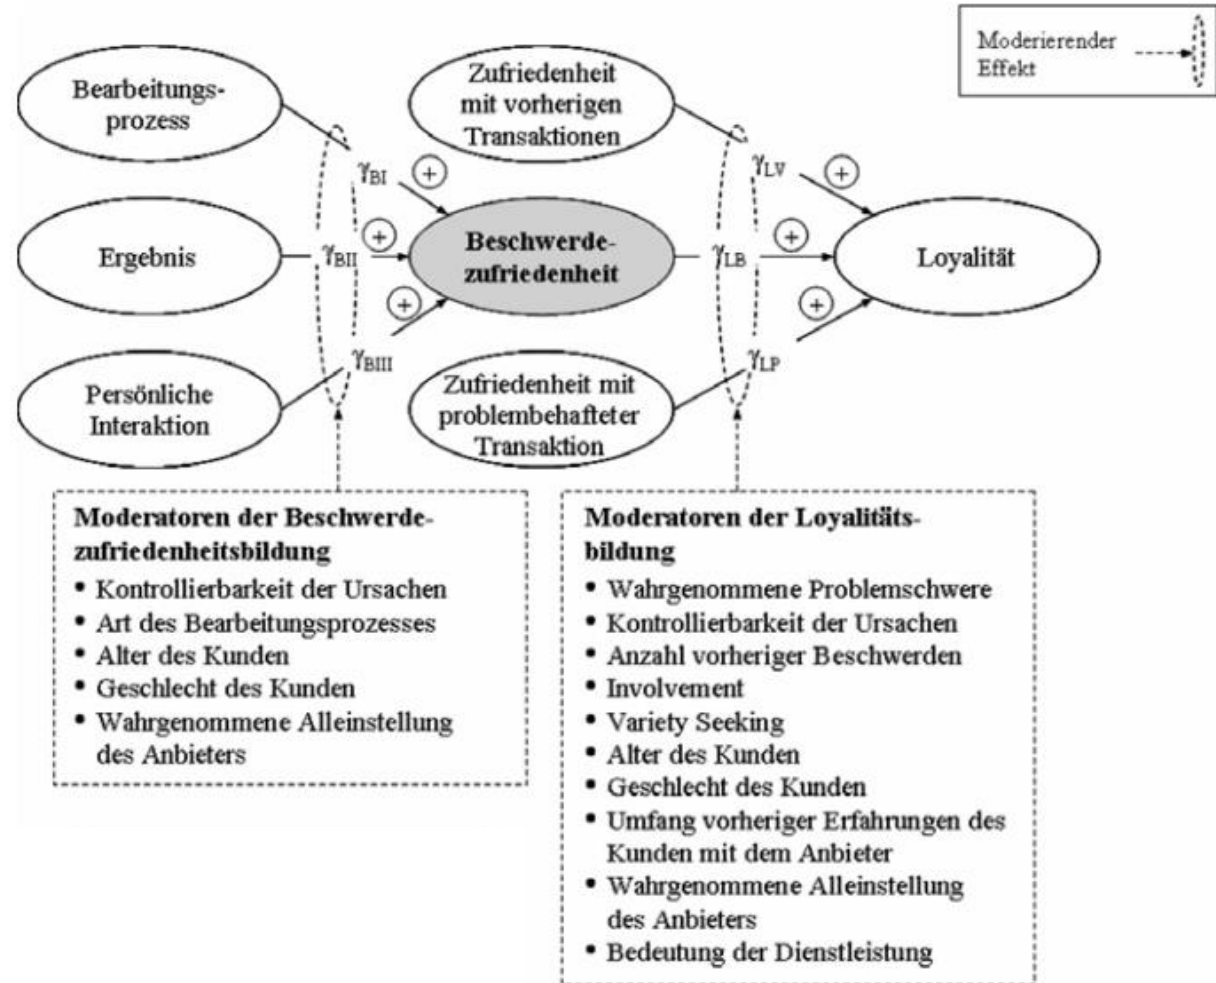 Moderierender
Effekt
Bearbeitungs-
prozess
Zufriedenheit
mit vorherigen
Transaktionen
γBI
+
γLV
+
Ergebnis
γBII
+
Beschwerde-
zufriedenheit
γLB
+
Loyalität
+
γBIII
+
γLP
Persönliche
Interaktion
Zufriedenheit mit
problembehafteter
Transaktion
Moderatoren der Beschwerde-
zufriedenheitsbildung
• Kontrollierbarkeit der Ursachen
• Art des Bearbeitungsprozesses
• Alter des Kunden
• Geschlecht des Kunden
• Wahrgenommene Alleinstellung
des Anbieters
Moderatoren der Loyalitäts-
bildung
• Wahrgenommene Problemschwere
• Kontrollierbarkeit der Ursachen
• Anzahl vorheriger Beschwerden
• Involvement
• Variety Seeking
• Alter des Kunden
• Geschlecht des Kunden
• Umfang vorheriger Erfahrungen des
Kunden mit dem Anbieter
• Wahrgenommene Alleinstellung
des Anbieters
• Bedeutung der Dienstleistung